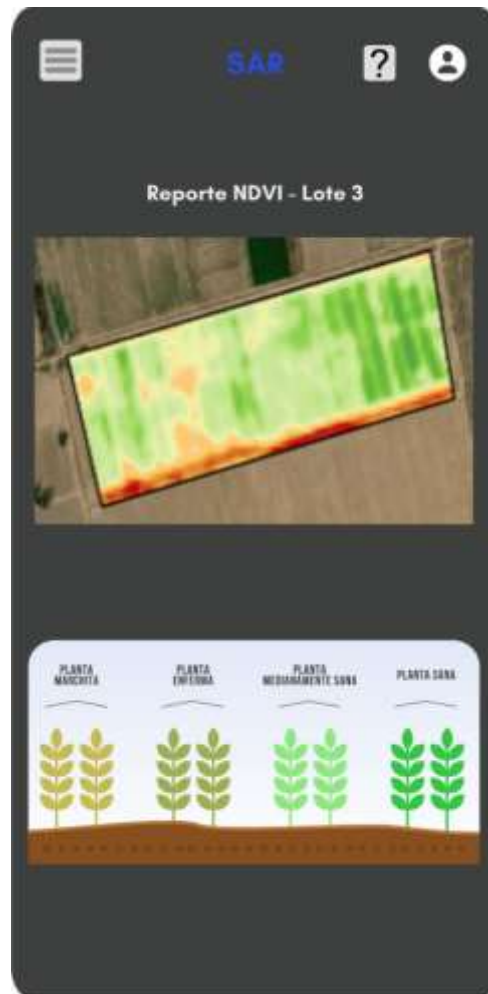 SAR
?
Reporte NDVI - Lote 3
PLANTA
MARCHITA
PLANTA
ENFERMA
PLANTA
MEDIANAMENTE SANA
PLANTA SANA